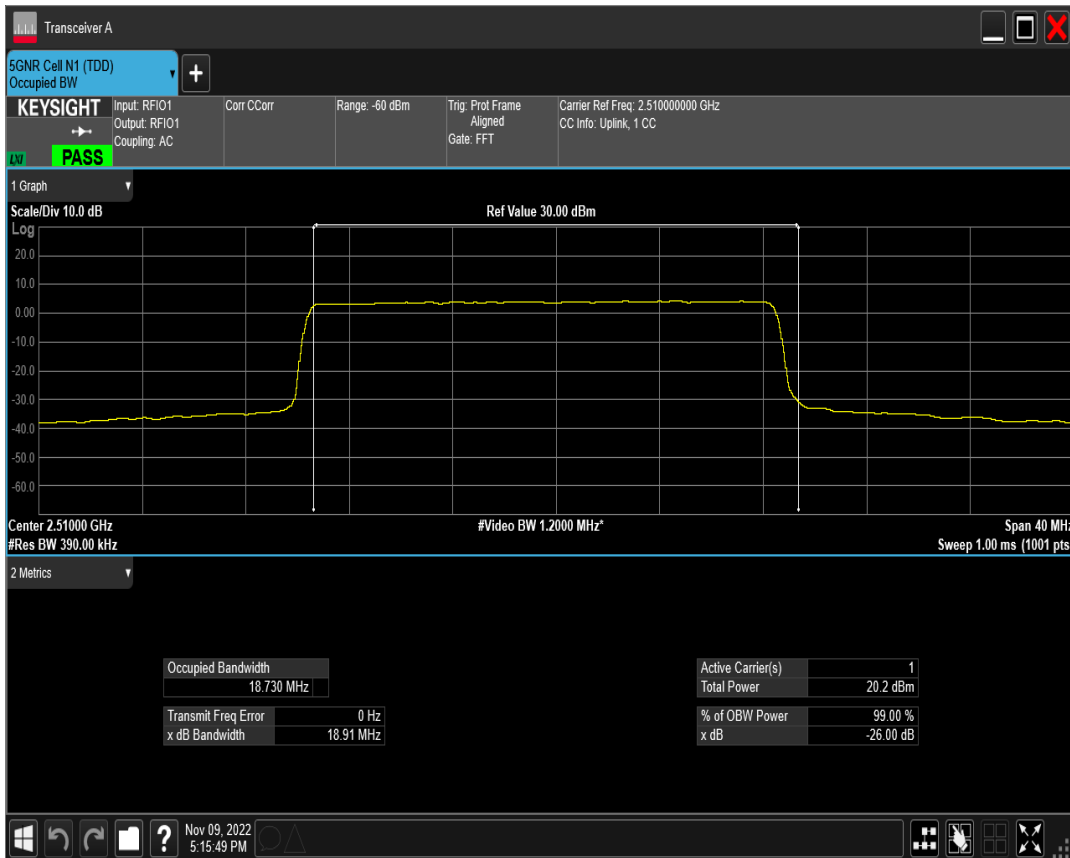 Transceiver A
5GNR Cell N1 (TDD)
Occupied BW
+
KEYSIGHT
LXI
PASS
Input: RFIO1
Output: RFIO1
Coupling: AC
Corr CCorr
Range: -60 dBm
Trig: Prot Frame
Aligned
Gate: FFT
Carrier Ref Freq: 2.510000000 GHz
CC Info: Uplink, 1 CC
1 Graph
Scale/Div 10.0 dB
Ref Value 30.00 dBm
Log
20.0
10.0
0.00
-10.0
-20.0
-30.0
-40.0
-50.0
-60.0
Center 2.51000 GHz
#Video BW 1.2000 MHz*
Span 40 MHz
#Res BW 390.00 kHz
Sweep 1.00 ms (1001 pts
2 Metrics
Occupied Bandwidth
18.730 MHz
Transmit Freq Error 0 Hz
x dB Bandwidth 18.91 MHz
Active Carrier(s) 1
Total Power 20.2 dBm
% of OBW Power 99.00 %
x dB -26.00 dB
?
Nov 09, 2022
5:15:49 PM